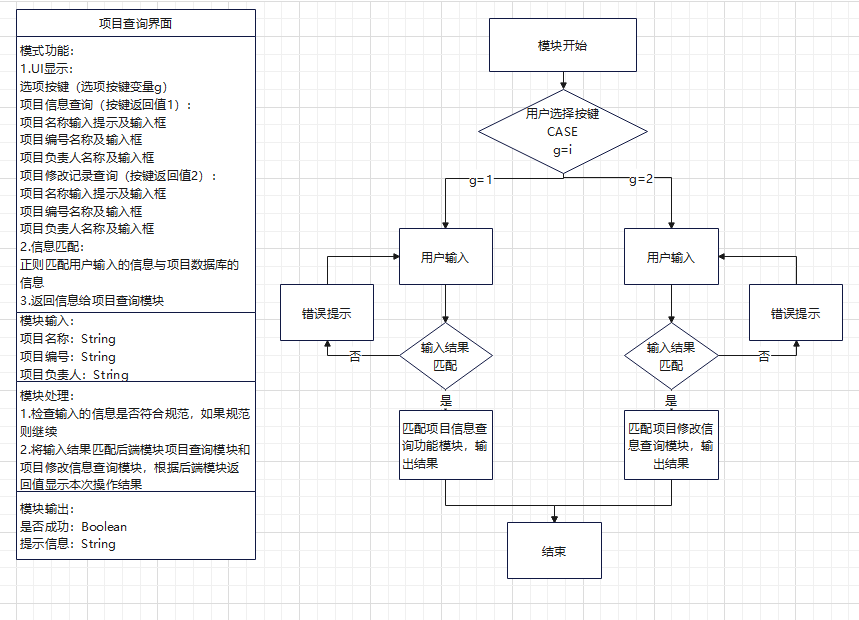 项目查询界面
模式功能：
1.UI显示：
选项按键（选项按键变量g）
项目信息查询（按键返回值1）：
项目名称输入提示及输入框
项目编号名称及输入框
项目负责人名称及输入框
项目修改记录查询（按键返回值2）：
项目名称输入提示及输入框
项目编号名称及输入框
项目负责人名称及输入框
2.信息匹配：
正则匹配用户输入的信息与项目数据库的
信息
3.返回信息给项目查询模块
模块输入：
项目名称：String
项目编号：String
项目负责人：String
模块处理：
1.检查输入的信息是否符合规范，如果规范
则继续
2.将输入结果匹配后端模块项目查询模块和
项目修改信息查询模块，根据后端模块返
回值显示本次操作结果
模块输出：
是否成功：Boolean
提示信息：String
模块开始
用户选择按键
CASE
g=i
g=1
g=2
用户输入
用户输入
错误提示
错误提示
输入结果
匹配
输入结果
匹配
否
否
是
是
匹配项目信息查
询功能模块，输
出结果
匹配项目修改信
息查询模块，输
出结果
结束